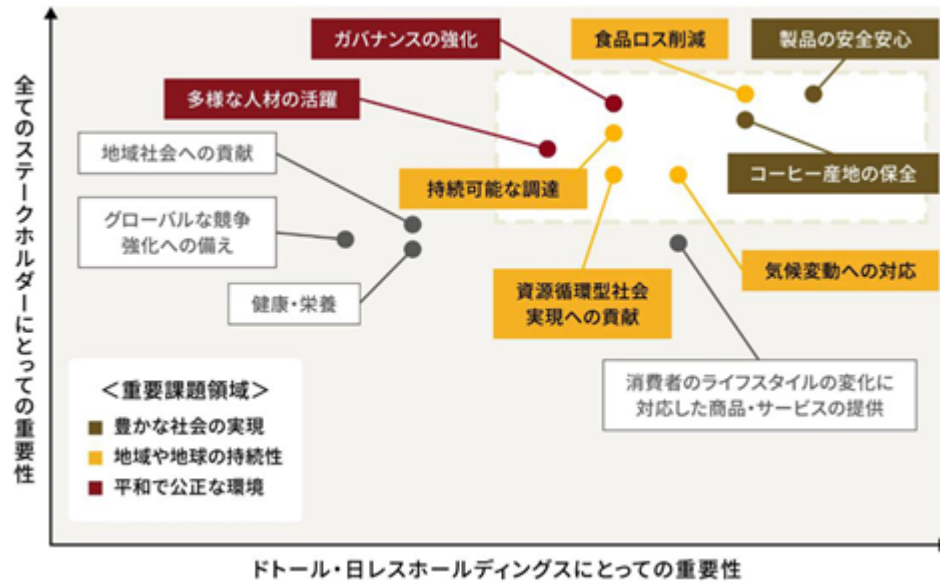 全てのステークホルダーにとっての重要性
ガバナンスの強化
食品ロス削減
製品の安全安心
多様な人材の活躍
地域社会への貢献
持続可能な調達
コーヒー産地の保全
グローバルな競争
強化への備え
健康・栄養
資源循環型社会
実現への貢献
気候変動への対応
消費者のライフスタイルの変化に
対応した商品・サービスの提供
＜重要課題領域＞
豊かな社会の実現
地域や地球の持続性
平和で公正な環境
ドトール・日レスホールディングスにとっての重要性